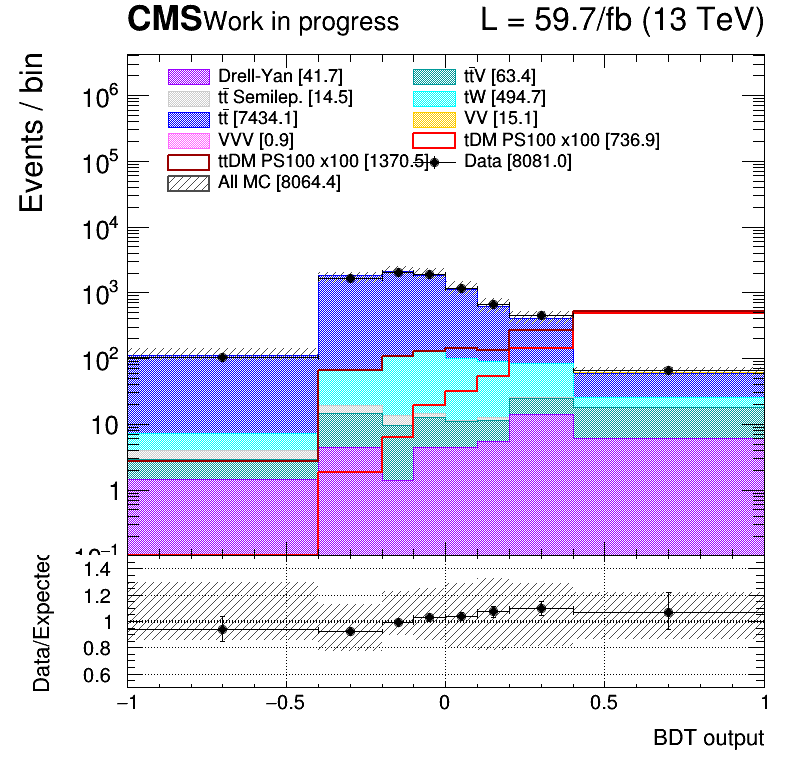 CMS Work in progress L = 59.7/fb (13 TeV)
Events / bin
Drell-Yan [41.7] tt̄V [63.4]
tt̄ Semilep. [14.5] tW [494.7]
tt̄ [7434.1] VV [15.1]
VVV [0.9] tDM PS100 x100 [736.9]
ttDM PS100 x100 [1370.5] Data [8081.0]
All MC [8064.4]
10⁶
10⁵
10⁴
10³
10²
10
1
10⁻¹
Data/Expected
1.4
1.2
1
0.8
0.6
−1 −0.5 0 0.5 1
BDT output